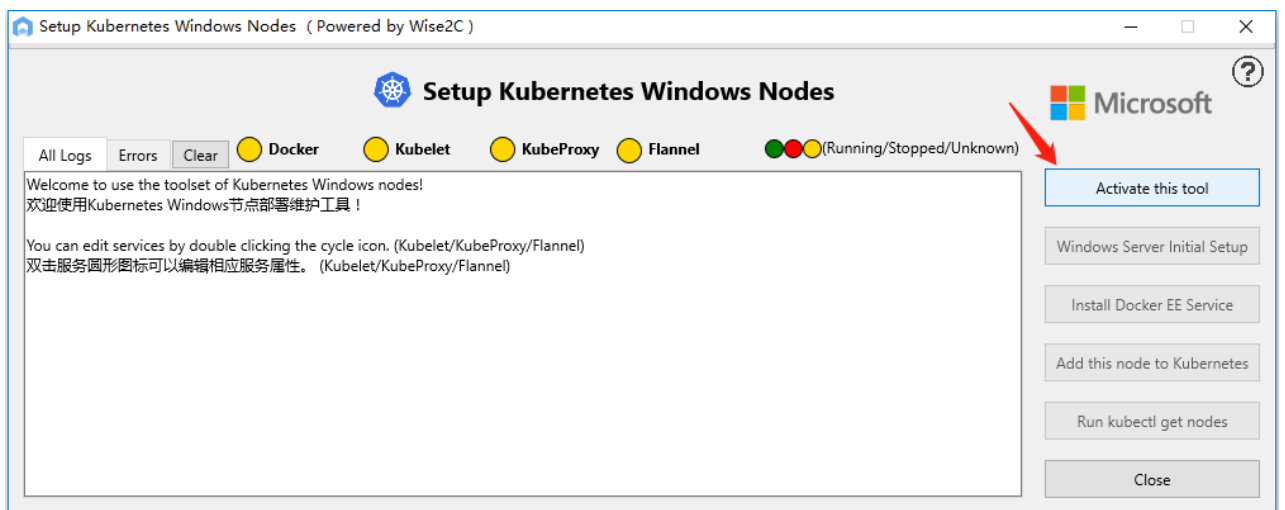 Setup Kubernetes Windows Nodes （Powered by Wise2C）
Setup Kubernetes Windows Nodes
?
Microsoft
All Logs Errors Clear Docker Kubelet KubeProxy Flannel (Running/Stopped/Unknown)
Welcome to use the toolset of Kubernetes Windows nodes!
欢迎使用Kubernetes Windows节点部署维护工具！
You can edit services by double clicking the cycle icon. (Kubelet/KubeProxy/Flannel)
双击服务圆形图标可以编辑相应服务属性。 (Kubelet/KubeProxy/Flannel)
Activate this tool
Windows Server Initial Setup
Install Docker EE Service
Add this node to Kubernetes
Run kubectl get nodes
Close